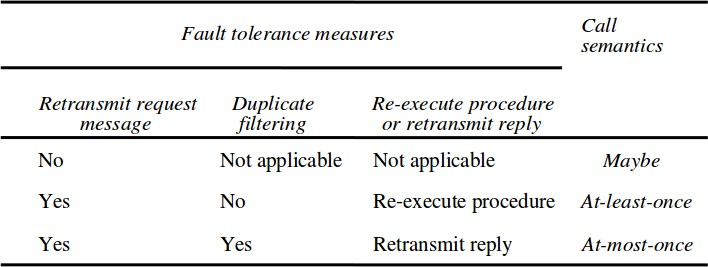 Fault tolerance measures
Call
semantics
Retransmit request
message
Duplicate
filtering
Re-execute procedure
or retransmit reply
No Not applicable Not applicable Maybe
Yes No Re-execute procedure At-least-once
Yes Yes Retransmit reply At-most-once